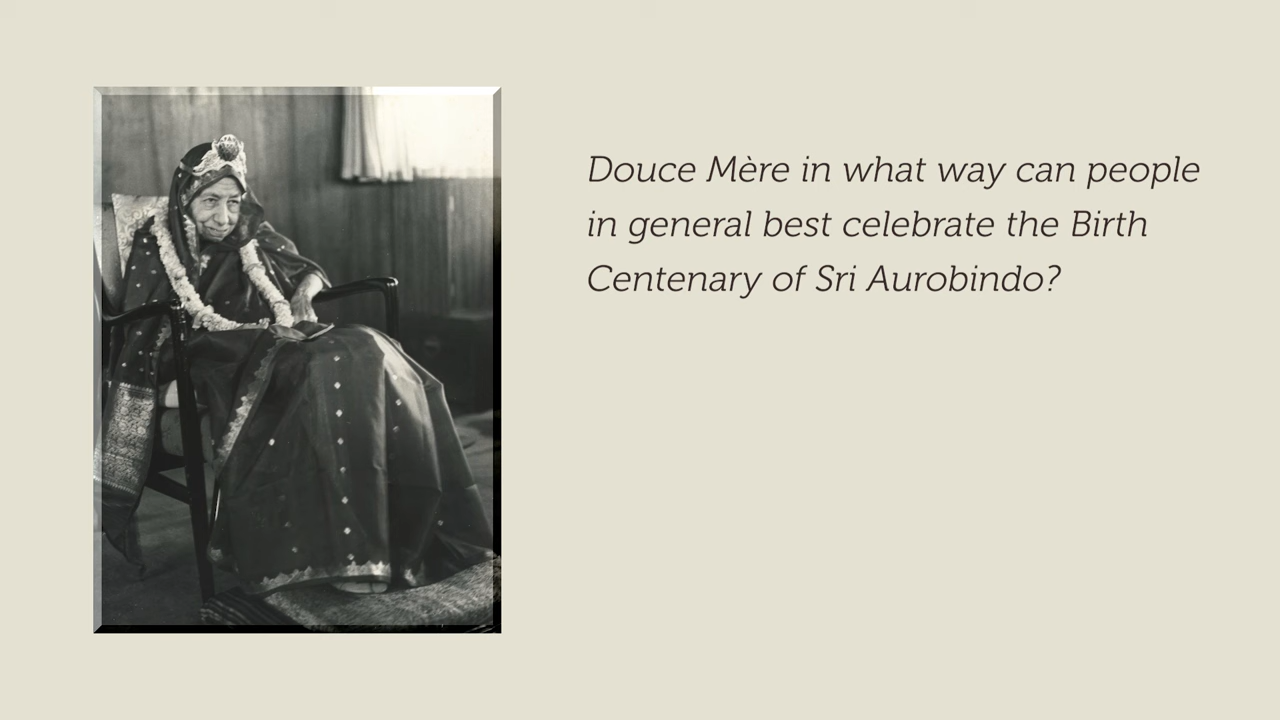 Douce Mère in what way can people
in general best celebrate the Birth
Centenary of Sri Aurobindo?